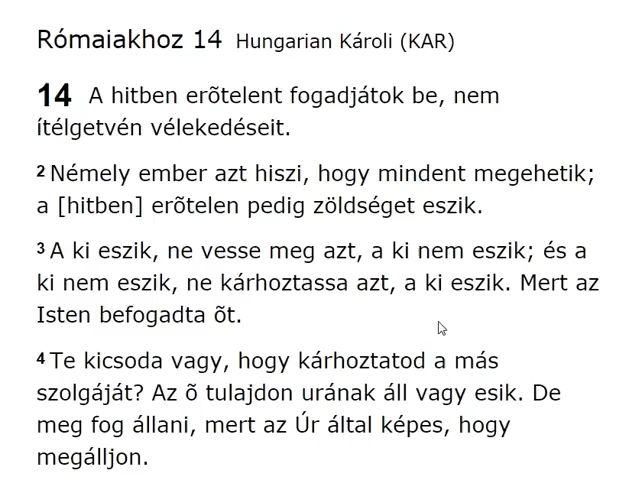 Rómaiakhoz 14 Hungarian Károli (KAR)
14 A hitben erõtelent fogadjátok be, nem
ítélgetvén vélekedéseit.
2 Némely ember azt hiszi, hogy mindent megehetik;
a [hitben] erõtelen pedig zöldséget eszik.
3 A ki eszik, ne vesse meg azt, a ki nem eszik; és a
ki nem eszik, ne kárhoztassa azt, a ki eszik. Mert az
Isten befogadta õt.
4 Te kicsoda vagy, hogy kárhoztatod a más
szolgáját? Az õ tulajdon urának áll vagy esik. De
meg fog állani, mert az Úr által képes, hogy
megálljon.